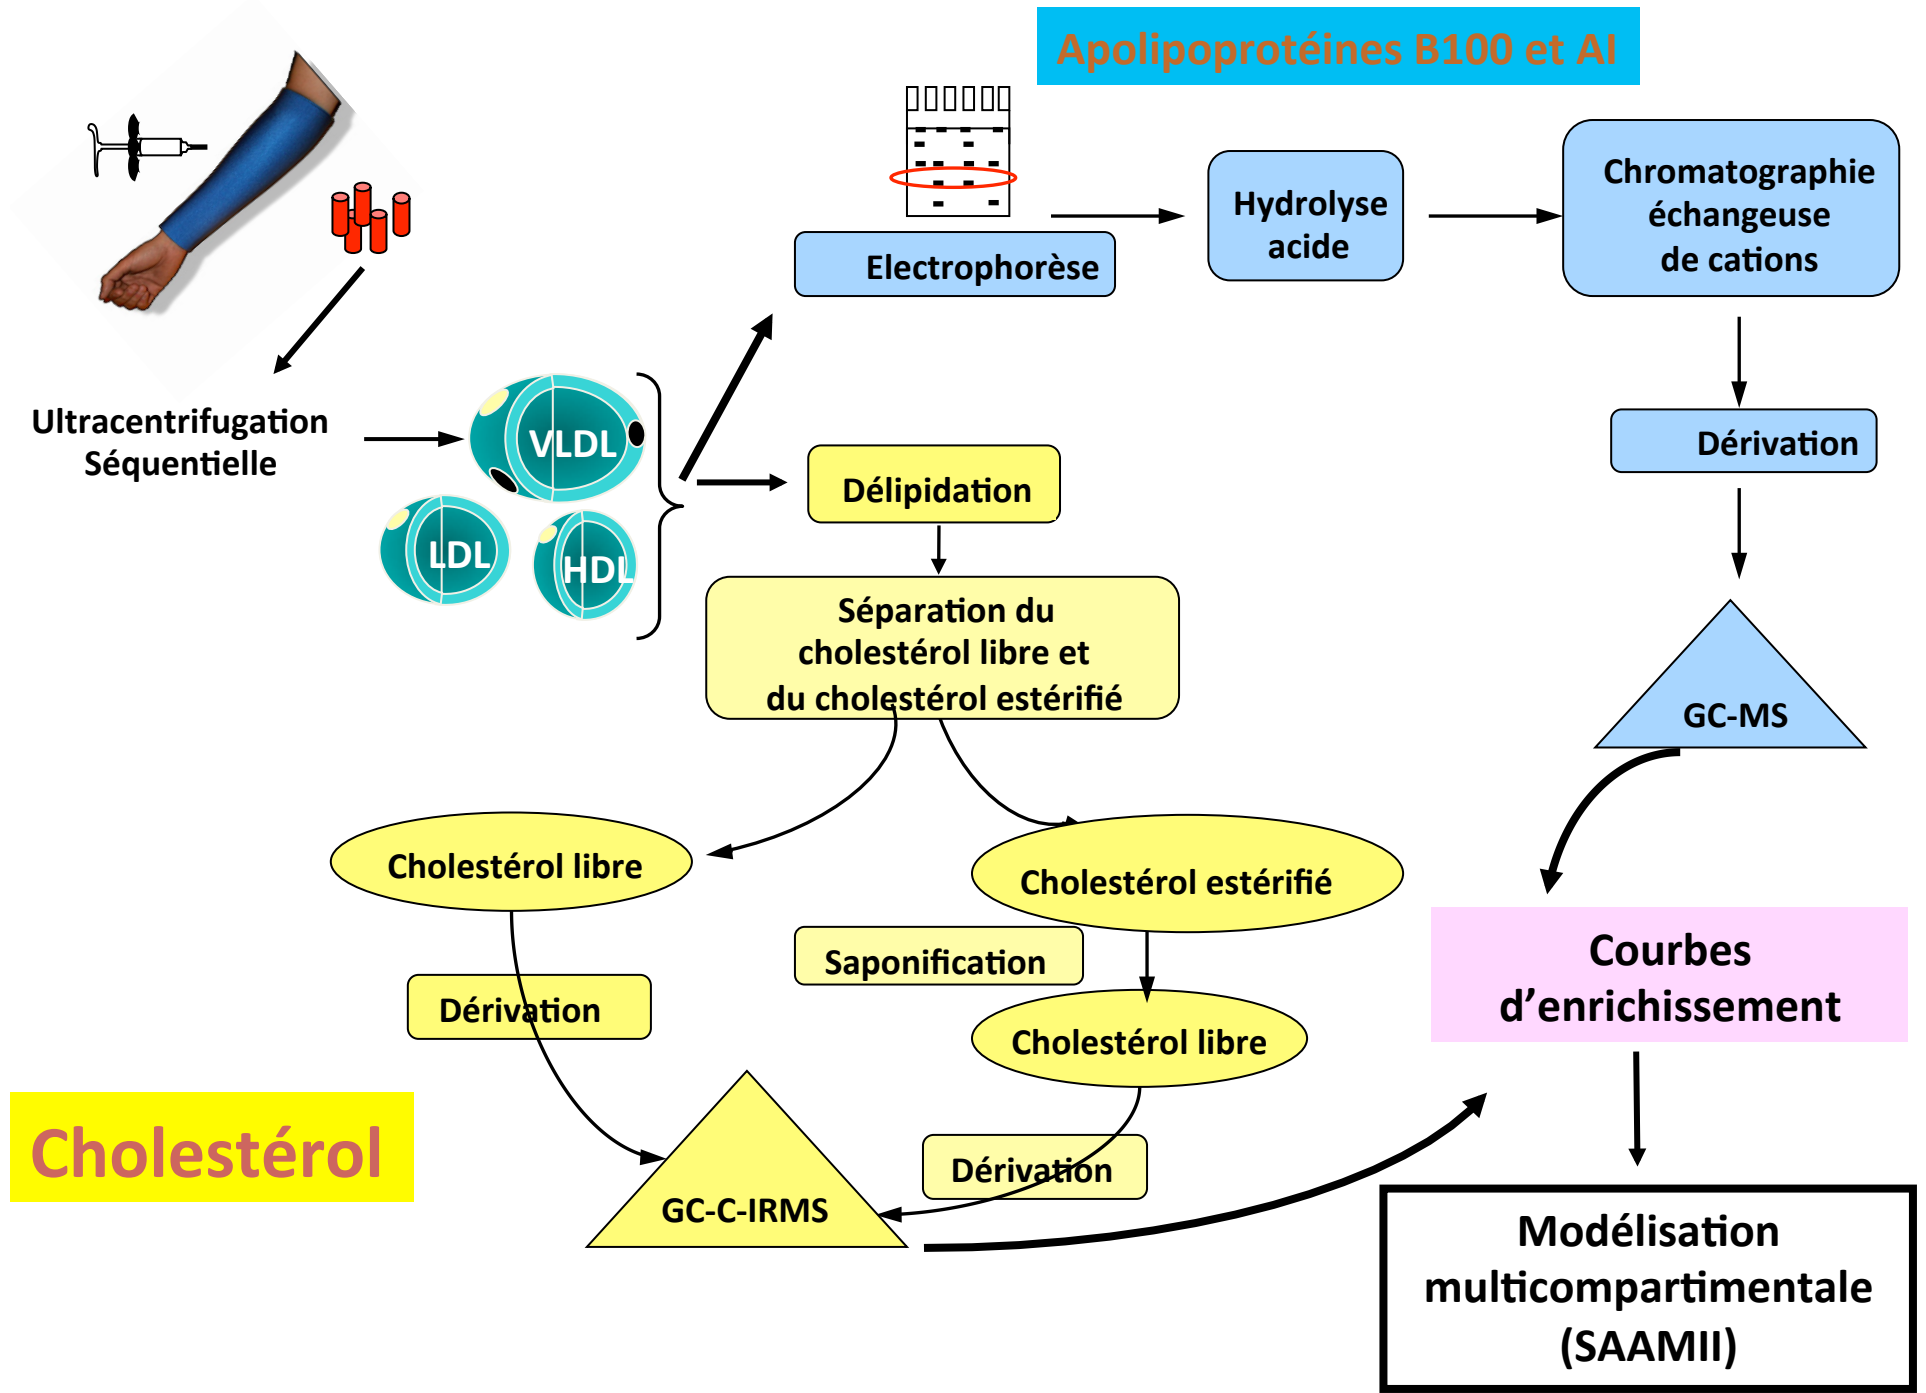 Apolipoprotéines B100 et AI
Electrophorèse
Hydrolyse
acide
Chromatographie
échangeuse
de cations
Dérivation
GC-MS
Ultracentrifugation
Séquentielle
VLDL
LDL
HDL
Délipidation
Séparation du
cholestérol libre et
du cholestérol estérifié
Cholestérol libre
Cholestérol estérifié
Dérivation
Saponification
Cholestérol libre
Dérivation
GC-C-IRMS
Cholestérol
Courbes
d’enrichissement
Modélisation
multicompartimentale
(SAAMII)